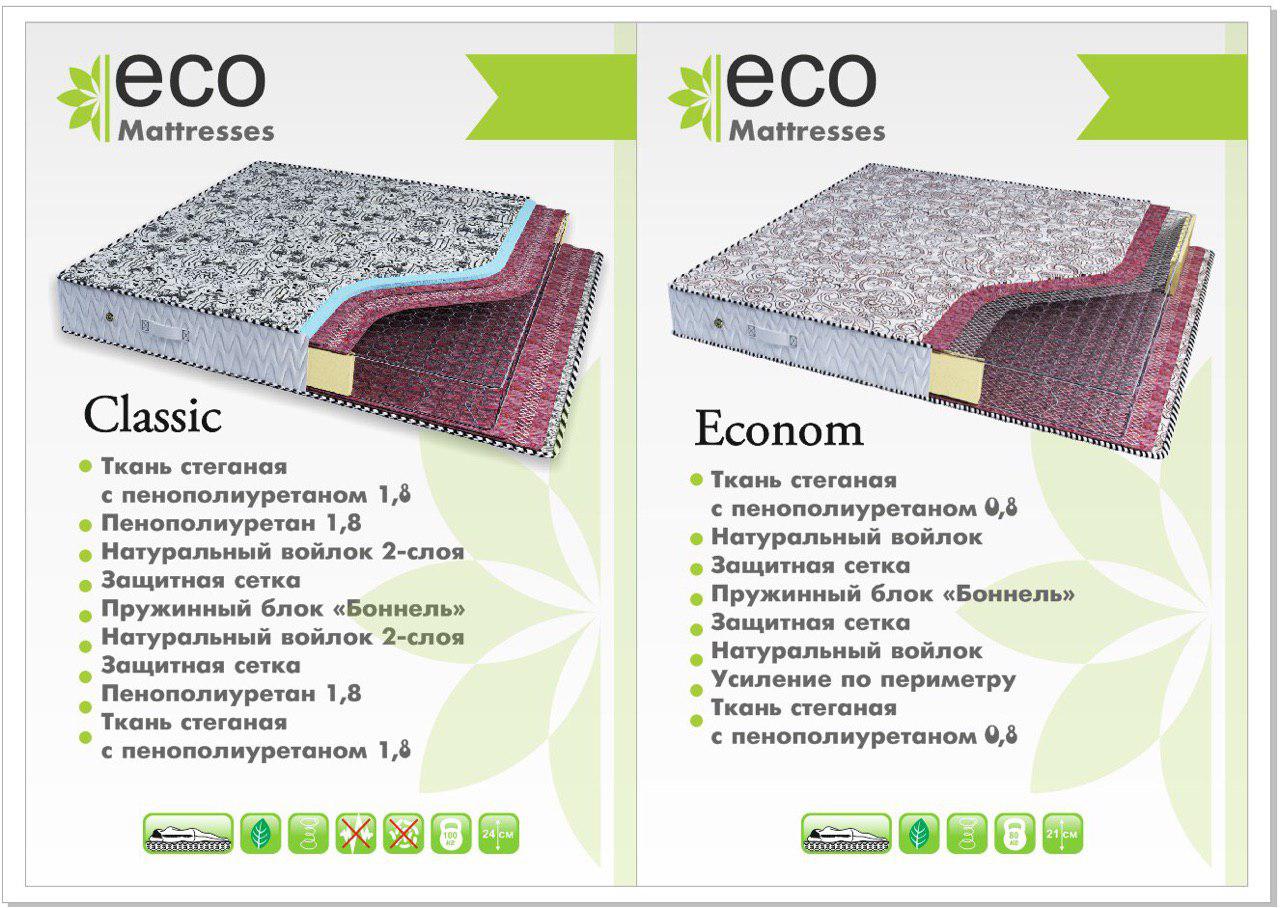 eco
Mattresses
Classic
Ткань стеганая
с пенополиуретаном 1,8
Пенополиуретан 1,8
Натуральный войлок 2-слоя
Защитная сетка
Пружинный блок «Боннель»
Натуральный войлок 2-слоя
Защитная сетка
Пенополиуретан 1,8
Ткань стеганая
с пенополиуретаном 1,8
100
КГ
24 СМ
eco
Mattresses
Econom
Ткань стеганая
с пенополиуретаном 0,8
Натуральный войлок
Защитная сетка
Пружинный блок «Боннель»
Защитная сетка
Натуральный войлок
Усиление по периметру
Ткань стеганая
с пенополиуретаном 0,8
80
КГ
21 СМ